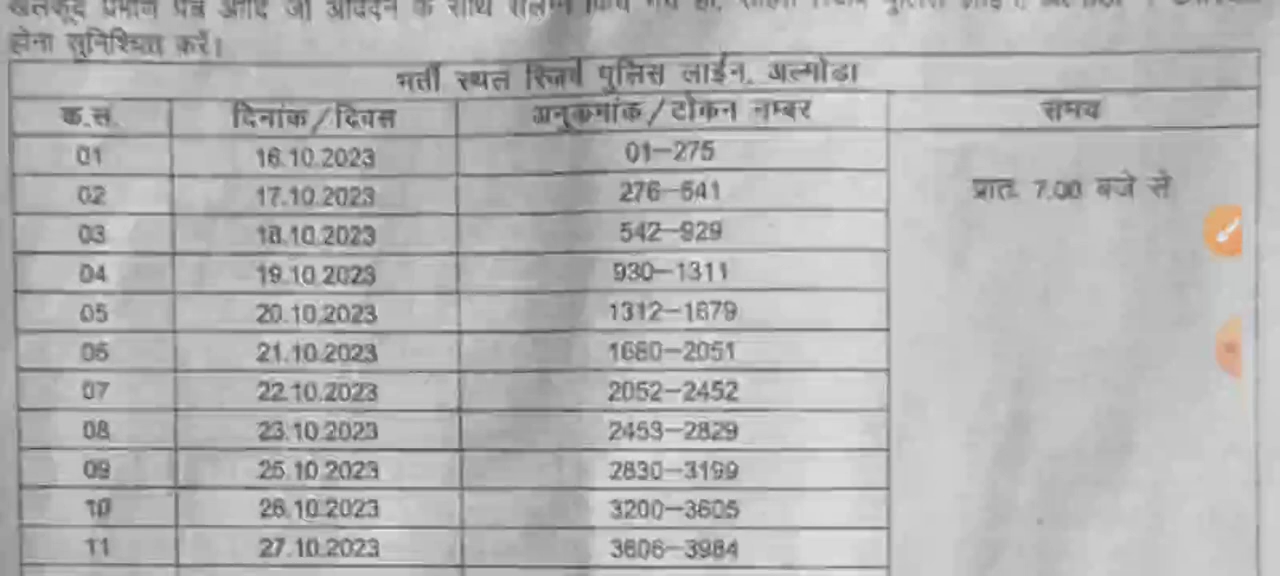 होना सुनिश्चित करें।
भर्ती स्थल रिजर्व पुलिस लाईन, अल्मोडा
क.स. दिनांक/दिवस अनुकमांक/टोकन नम्बर समय
01 16.10.2023 01-275
02 17.10.2023 276-541 प्रातः 7.00 बजे से
03 18.10.2023 542-929
04 19.10.2023 930-1311
05 20.10.2023 1312-1679
06 21.10.2023 1680-2051
07 22.10.2023 2052-2452
08 23.10.2023 2453-2829
09 25.10.2023 2830-3199
10 26.10.2023 3200-3605
11 27.10.2023 3606-3984